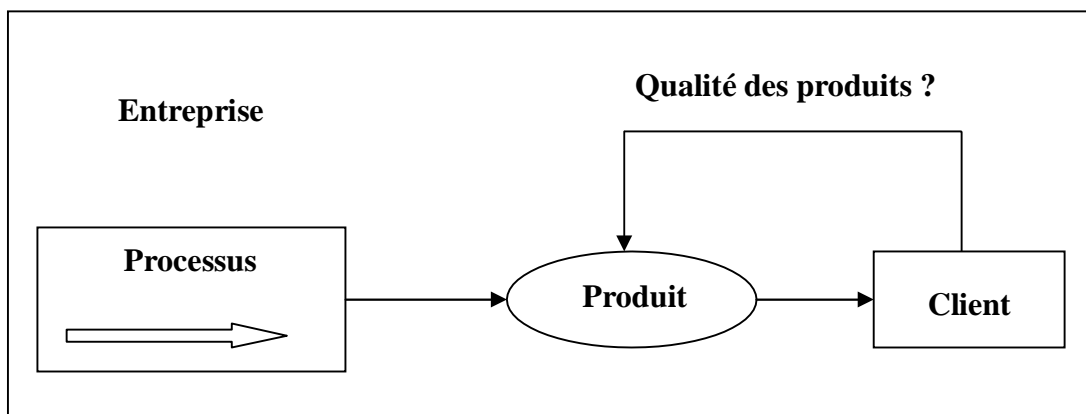 Qualité des produits ?
Entreprise
Processus
Produit
Client